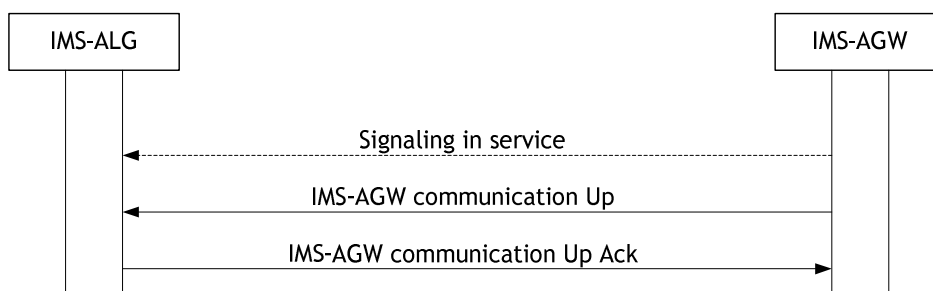 IMS-ALG
IMS-AGW
Signaling in service
IMS-AGW communication Up
IMS-AGW communication Up Ack